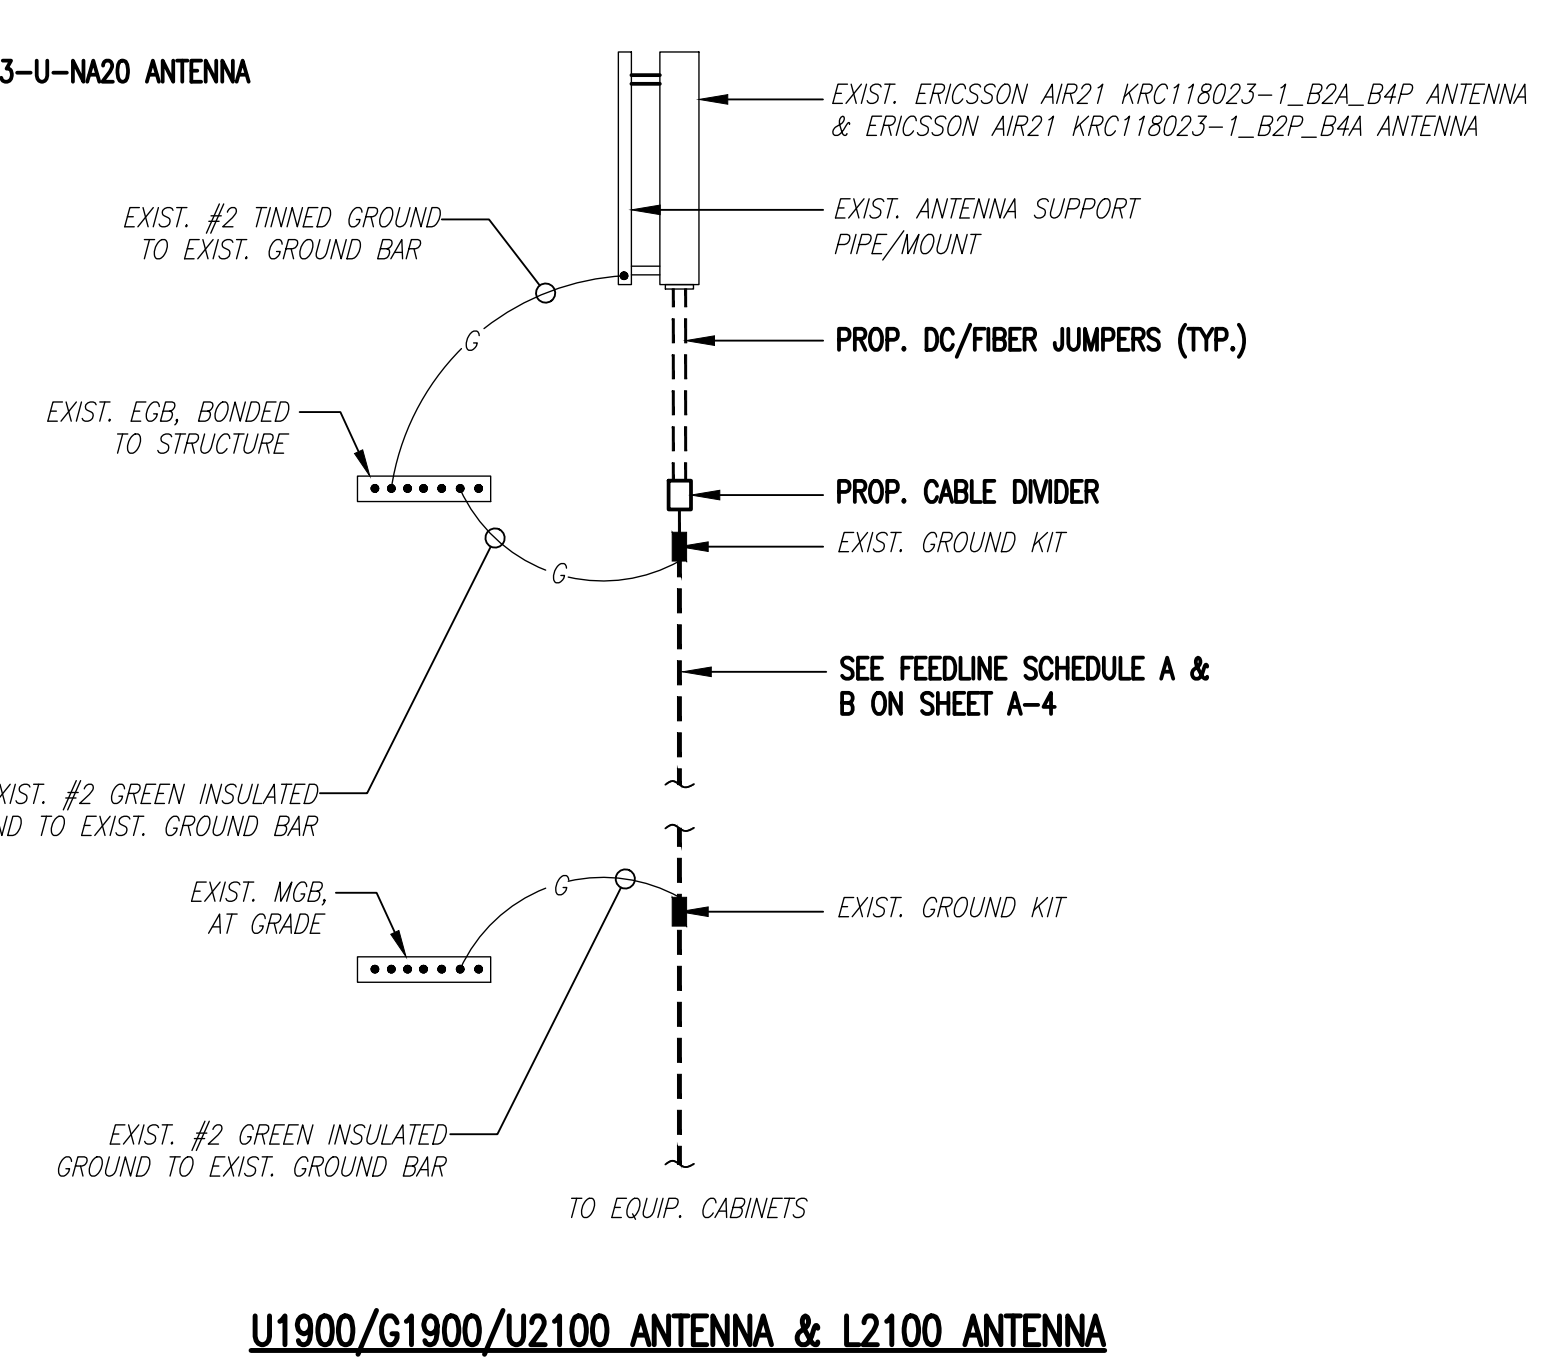 3-U-NA20 ANTENNA
EXIST. ERICSSON AIR21 KRC118023-1_B2A_B4P ANTENNA
& ERICSSON AIR21 KRC118023-1_B2P_B4A ANTENNA
EXIST. #2 TINNED GROUND
TO EXIST. GROUND BAR
EXIST. ANTENNA SUPPORT
PIPE/MOUNT
G
PROP. DC/FIBER JUMPERS (TYP.)
EXIST. EGB, BONDED
TO STRUCTURE
PROP. CABLE DIVIDER
EXIST. GROUND KIT
G
SEE FEEDLINE SCHEDULE A &
B ON SHEET A-4
XIST. #2 GREEN INSULATED
ND TO EXIST. GROUND BAR
EXIST. MGB,
AT GRADE
G
EXIST. GROUND KIT
EXIST. #2 GREEN INSULATED
GROUND TO EXIST. GROUND BAR
TO EQUIP. CABINETS
U1900/G1900/U2100 ANTENNA & L2100 ANTENNA